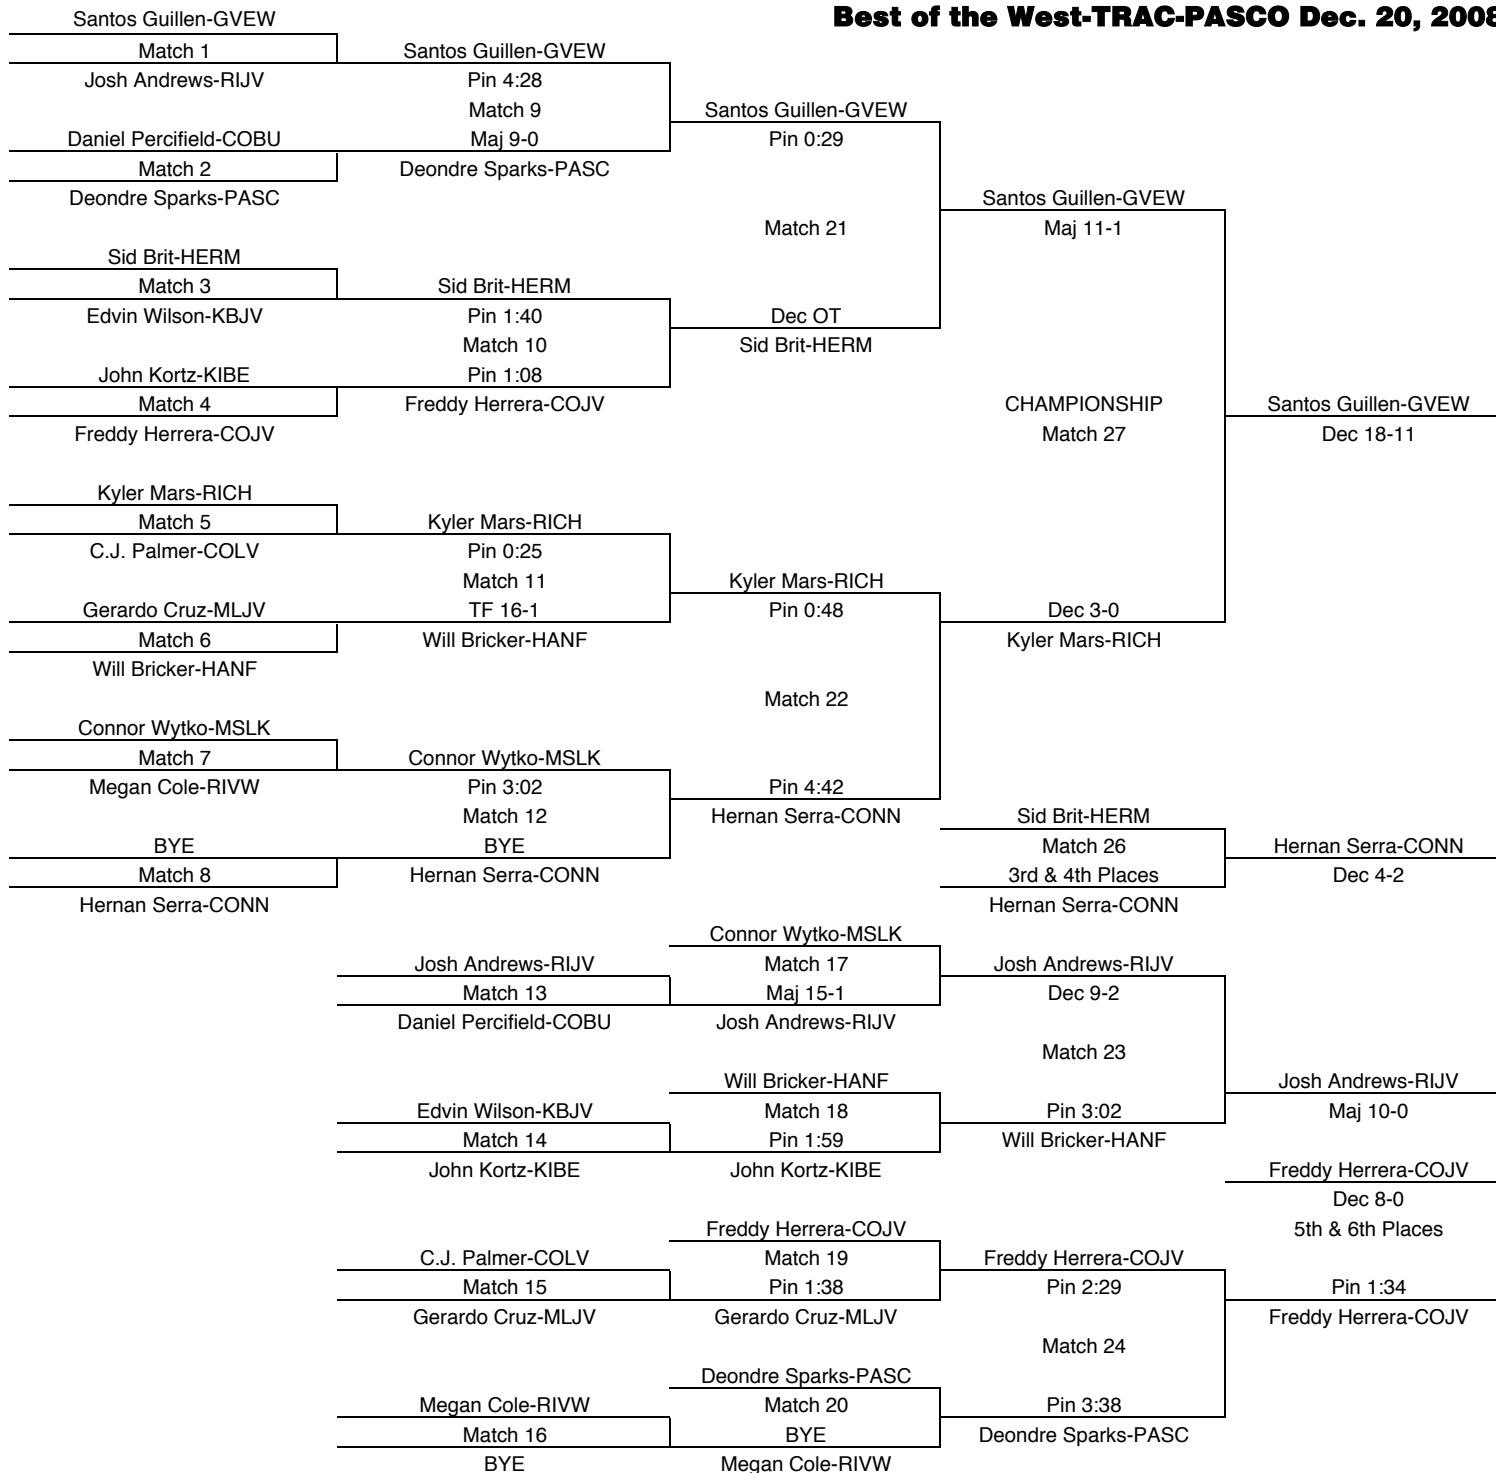 Best of the West-TRAC-PASCO Dec. 20, 2008
Santos Guillen-GVEW
Match 1
Josh Andrews-RIJV
Daniel Percifield-COBU
Match 2
Deondre Sparks-PASC
Sid Brit-HERM
Match 3
Edvin Wilson-KBJV
John Kortz-KIBE
Match 4
Freddy Herrera-COJV
Kyler Mars-RICH
Match 5
C.J. Palmer-COLV
Gerardo Cruz-MLJV
Match 6
Will Bricker-HANF
Connor Wytko-MSLK
Match 7
Megan Cole-RIVW
BYE
Match 8
Hernan Serra-CONN
Santos Guillen-GVEW
Pin 4:28
Match 9
Maj 9-0
Deondre Sparks-PASC
Sid Brit-HERM
Pin 1:40
Match 10
Pin 1:08
Freddy Herrera-COJV
Kyler Mars-RICH
Pin 0:25
Match 11
TF 16-1
Will Bricker-HANF
Connor Wytko-MSLK
Pin 3:02
Match 12
BYE
Hernan Serra-CONN
Santos Guillen-GVEW
Pin 0:29
Match 21
Dec OT
Sid Brit-HERM
Kyler Mars-RICH
Pin 0:48
Match 22
Pin 4:42
Hernan Serra-CONN
Santos Guillen-GVEW
Maj 11-1
CHAMPIONSHIP
Match 27
Dec 3-0
Kyler Mars-RICH
Santos Guillen-GVEW
Dec 18-11
Sid Brit-HERM
Match 26
3rd & 4th Places
Hernan Serra-CONN
Hernan Serra-CONN
Dec 4-2
Josh Andrews-RIJV
Match 13
Daniel Percifield-COBU
Edvin Wilson-KBJV
Match 14
John Kortz-KIBE
C.J. Palmer-COLV
Match 15
Gerardo Cruz-MLJV
Megan Cole-RIVW
Match 16
BYE
Connor Wytko-MSLK
Match 17
Maj 15-1
Josh Andrews-RIJV
Will Bricker-HANF
Match 18
Pin 1:59
John Kortz-KIBE
Freddy Herrera-COJV
Match 19
Pin 1:38
Gerardo Cruz-MLJV
Deondre Sparks-PASC
Match 20
BYE
Megan Cole-RIVW
Josh Andrews-RIJV
Dec 9-2
Match 23
Pin 3:02
Will Bricker-HANF
Freddy Herrera-COJV
Pin 2:29
Match 24
Pin 3:38
Deondre Sparks-PASC
Josh Andrews-RIJV
Maj 10-0
Freddy Herrera-COJV
Dec 8-0
5th & 6th Places
Pin 1:34
Freddy Herrera-COJV